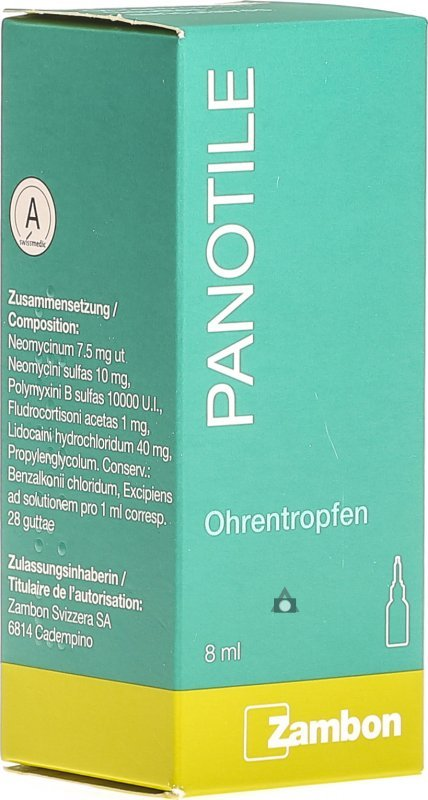 A
swissmedic
Zusammensetzung /
Composition:
Neomycinum 7.5 mg ut
Neomycini sulfas 10 mg,
Polymyxini B sulfas 10000 U.I.,
Fludrocortisoni acetas 1 mg,
Lidocaini hydrochloridum 40 mg,
Propylenglycolum. Conserv.:
Benzalkonii chloridum, Excipiens
ad solutionem pro 1 ml corresp.
28 guttae
Zulassungsinhaberin /
Titulaire de l'autorisation:
Zambon Svizzera SA
6814 Cadempino
PANOTILE
Ohrentropfen
8 ml
Zambon